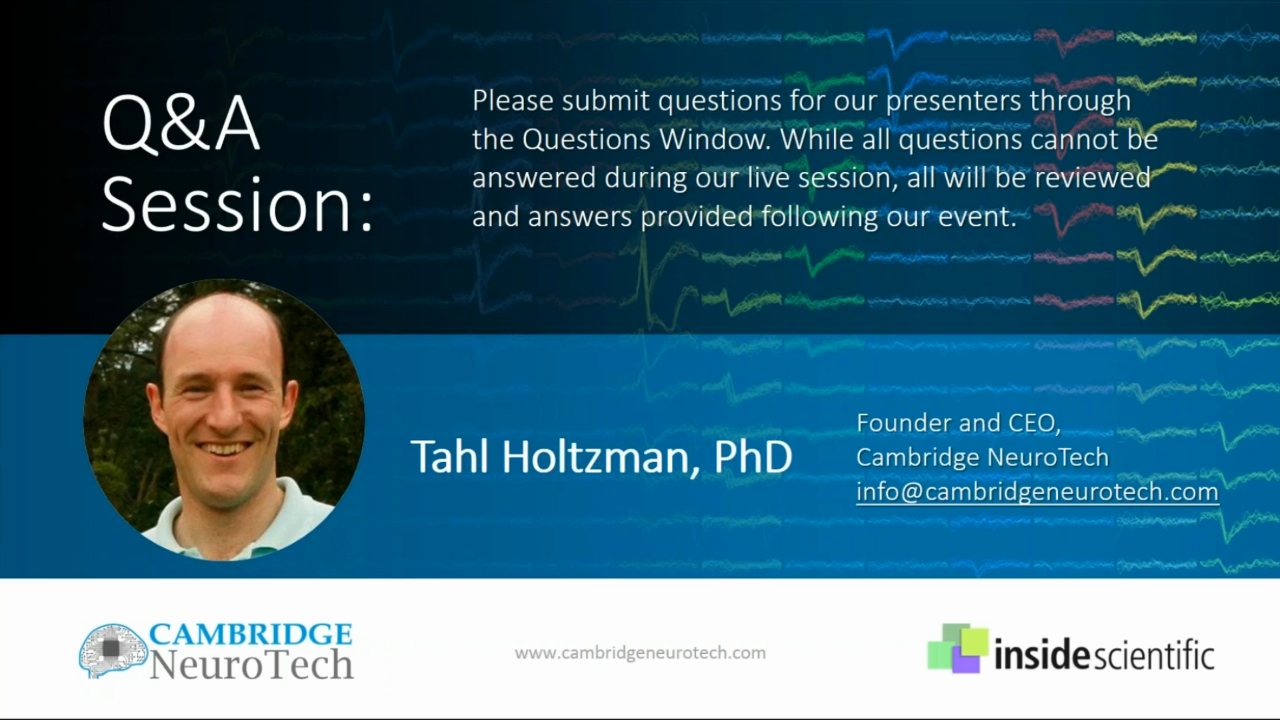 Q&A
Session:
Please submit questions for our presenters through
the Questions Window. While all questions cannot be
answered during our live session, all will be reviewed
and answers provided following our event.
Tahl Holtzman, PhD
Founder and CEO,
Cambridge NeuroTech
info@cambridgeneurotech.com
CAMBRIDGE
NeuroTech
www.cambridgeneurotech.com
insidescientific